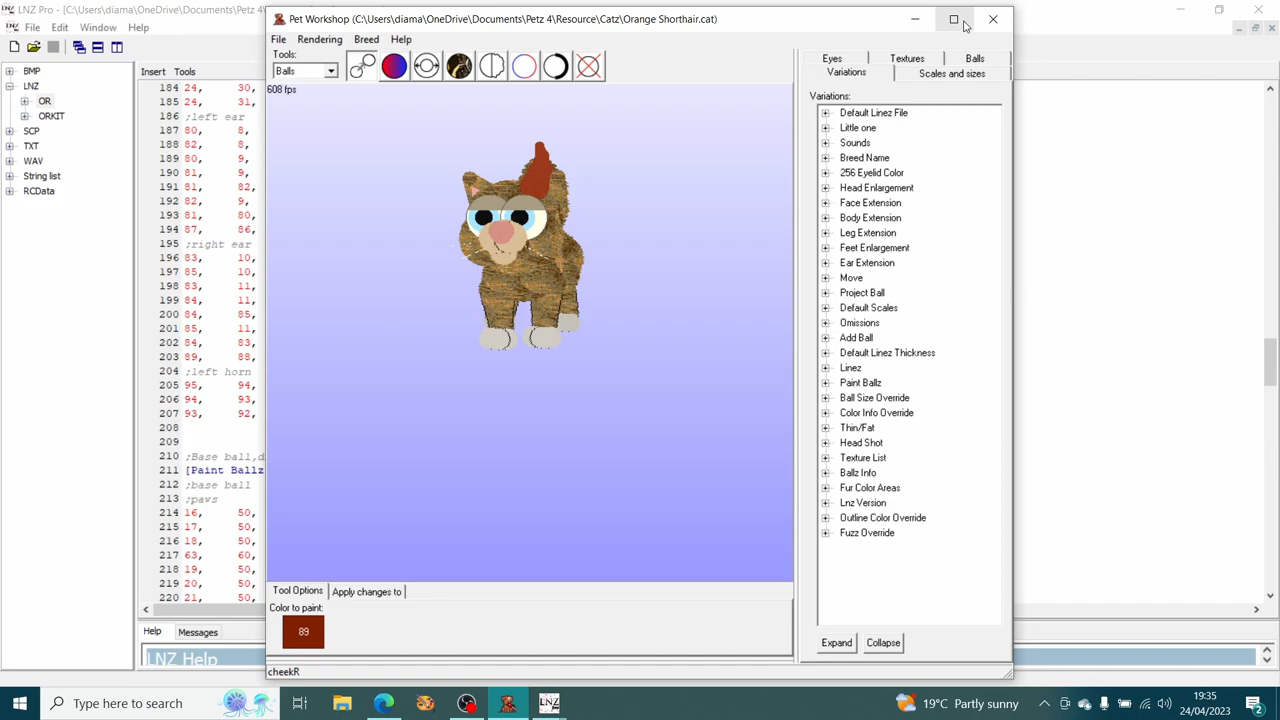 LNZ Pro - [C:\Users\diama\OneDrive\Documents\Petz 4\
File Edit Window Help
BMP
LNZ
OR
ORKIT
SCP
TXT
WAV
String list
RCData
Insert Tools
184 24, 30,
185 24, 31,
186 ;left ear
187 80, 8,
188 82, 8,
189 80, 9,
190 81, 9,
191 81, 82,
192 82, 9,
193 81, 80,
194 87, 86,
195 ;right ear
196 83, 10,
197 85, 10,
198 83, 11,
199 84, 11,
200 84, 85,
201 85, 11,
202 84, 83,
203 89, 88,
204 ;left horn
205 95, 94,
206 94, 93,
207 93, 92,
208
209
210 ;Base ball,d
211 [Paint Ballz
212 ;base ball
213 ;paws
214 16, 50,
215 17, 50,
216 18, 50,
217 63, 60,
218 19, 50,
219 20, 50,
220 21, 50,
Help Messages
LNZ Help
Pet Workshop (C:\Users\diama\OneDrive\Documents\Petz 4\Resource\Catz\Orange Shorthair.cat)
File Rendering Breed Help
Tools:
Balls
608 fps
Eyes Textures Balls
Variations Scales and sizes
Variations:
Default Linez File
Little one
Sounds
Breed Name
256 Eyelid Color
Head Enlargement
Face Extension
Body Extension
Leg Extension
Feet Enlargement
Ear Extension
Move
Project Ball
Default Scales
Omissions
Add Ball
Default Linez Thickness
Linez
Paint Ballz
Ball Size Override
Color Info Override
Thin/Fat
Head Shot
Texture List
Ballz Info
Fur Color Areas
Lnz Version
Outline Color Override
Fuzz Override
Expand Collapse
Tool Options Apply changes to
Color to paint:
89
cheekR
Type here to search
LNZ
19°C Partly sunny
19:35
24/04/2023
2